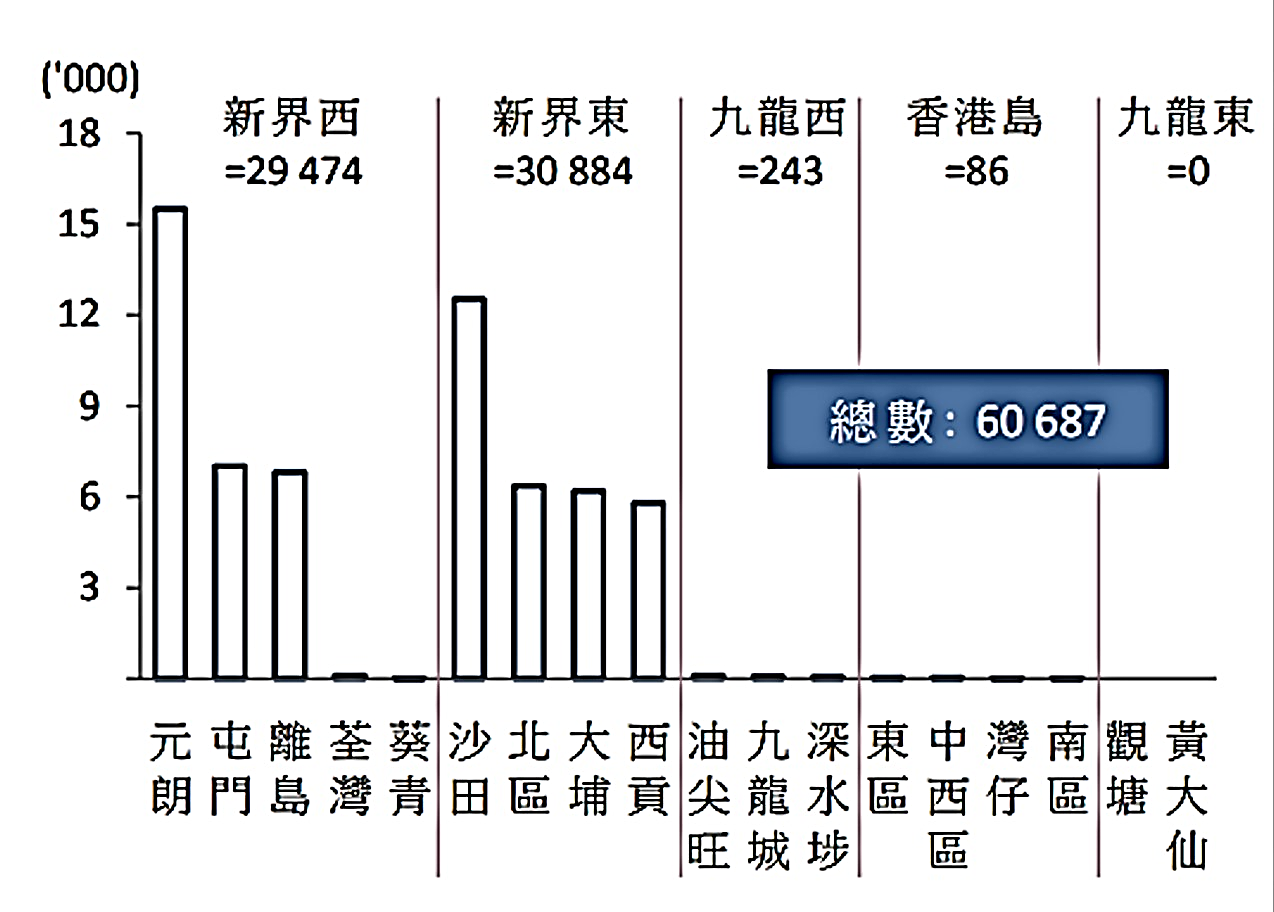 ('000)
新界西
=29 474
新界東
=30 884
九龍西
=243
香港島
=86
九龍東
=0
18
15
12
9
6
3
總數: 60 687
元朗
屯門
離島
荃灣
葵青
沙田
北區
大埔
西貢
油尖旺
九龍城
深水埗
東區
中西區
灣仔
南區
觀塘
黃大仙